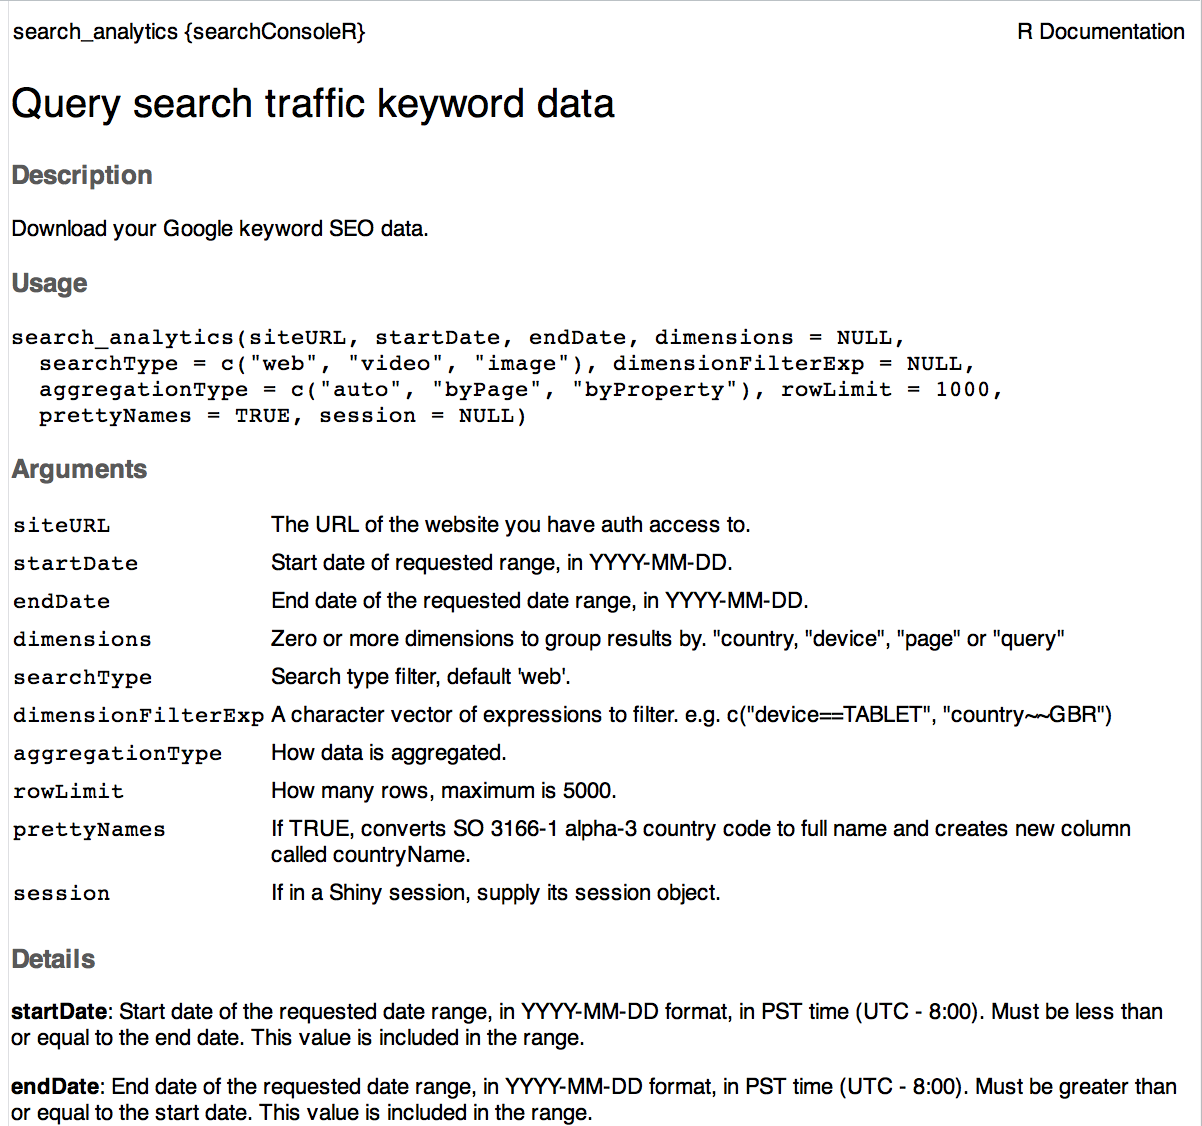 search_analytics {searchConsoleR}
R Documentation
Query search traffic keyword data
Description
Download your Google keyword SEO data.
Usage
search_analytics(siteURL, startDate, endDate, dimensions = NULL,
  searchType = c("web", "video", "image"), dimensionFilterExp = NULL,
  aggregationType = c("auto", "byPage", "byProperty"), rowLimit = 1000,
  prettyNames = TRUE, session = NULL)
Arguments
siteURL The URL of the website you have auth access to.
startDate Start date of requested range, in YYYY-MM-DD.
endDate End date of the requested date range, in YYYY-MM-DD.
dimensions Zero or more dimensions to group results by. "country, "device", "page" or "query"
searchType Search type filter, default 'web'.
dimensionFilterExp A character vector of expressions to filter. e.g. c("device==TABLET", "country~~GBR")
aggregationType How data is aggregated.
rowLimit How many rows, maximum is 5000.
prettyNames If TRUE, converts SO 3166-1 alpha-3 country code to full name and creates new column
called countryName.
session If in a Shiny session, supply its session object.
Details
startDate: Start date of the requested date range, in YYYY-MM-DD format, in PST time (UTC - 8:00). Must be less than
or equal to the end date. This value is included in the range.
endDate: End date of the requested date range, in YYYY-MM-DD format, in PST time (UTC - 8:00). Must be greater than
or equal to the start date. This value is included in the range.